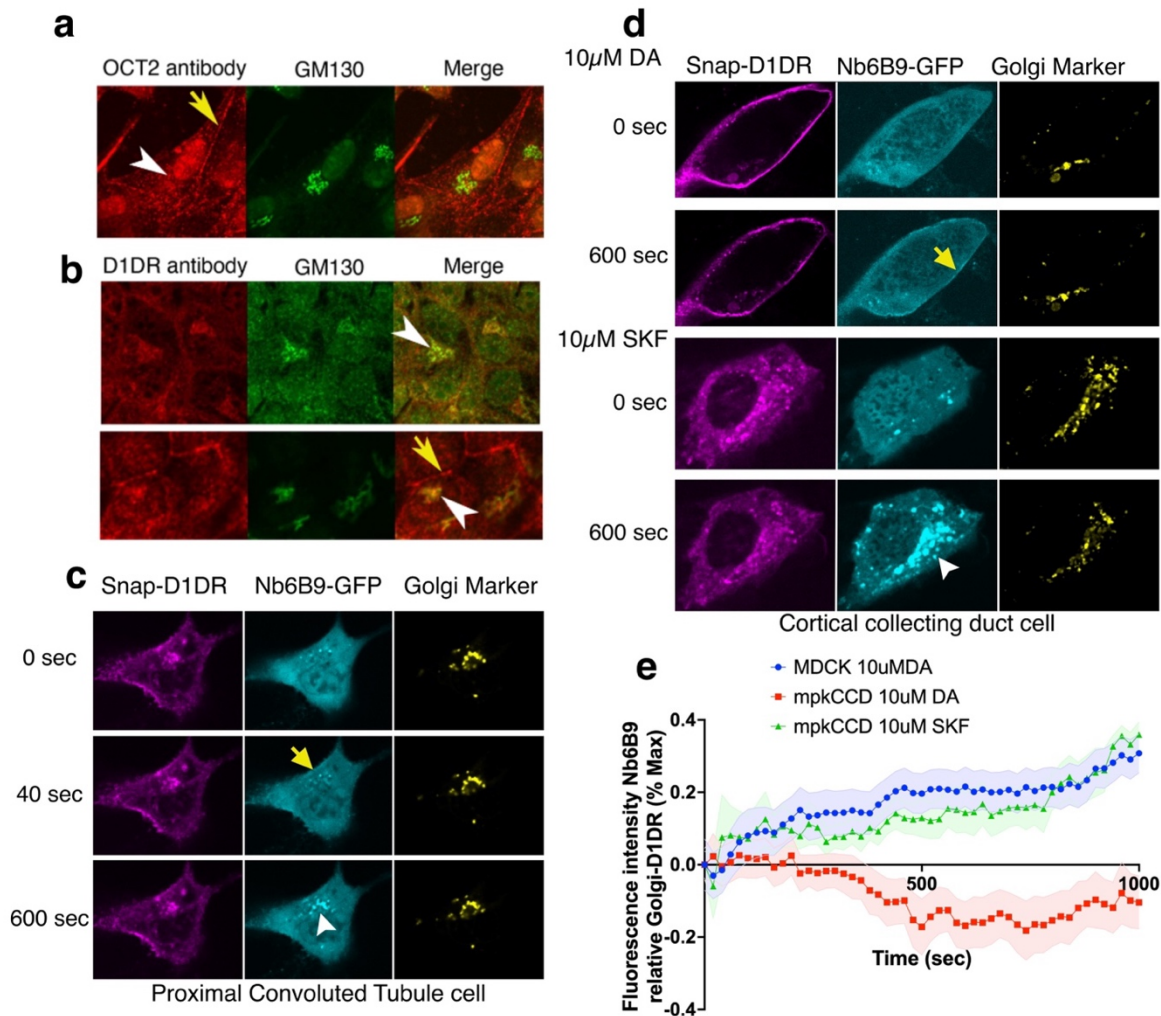 a
OCT2 antibody GM130 Merge
b
D1DR antibody GM130 Merge
c
Snap-D1DR Nb6B9-GFP Golgi Marker
0 sec
40 sec
600 sec
Proximal Convoluted Tubule cell
d
10µM DA Snap-D1DR Nb6B9-GFP Golgi Marker
0 sec
600 sec
10µM SKF
0 sec
600 sec
Cortical collecting duct cell
e
MDCK 10uMDA
mpkCCD 10uM DA
mpkCCD 10uM SKF
Fluorescence intensity Nb6B9
relative Golgi-D1DR (% Max)
0.4
0.2
0.0
-0.2
-0.4
500
1000
Time (sec)